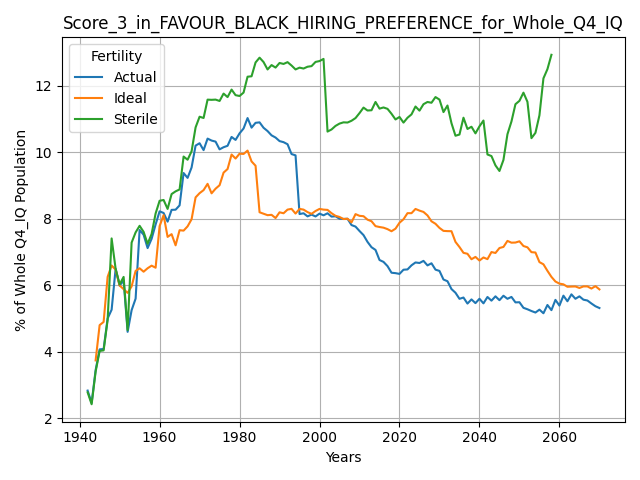 Score_3_in_FAVOUR_BLACK_HIRING_PREFERENCE_for_Whole_Q4_IQ
Fertility
Actual
Ideal
Sterile
% of Whole Q4_IQ Population
12
10
8
6
4
2
1940
1960
1980
2000
2020
2040
2060
Years